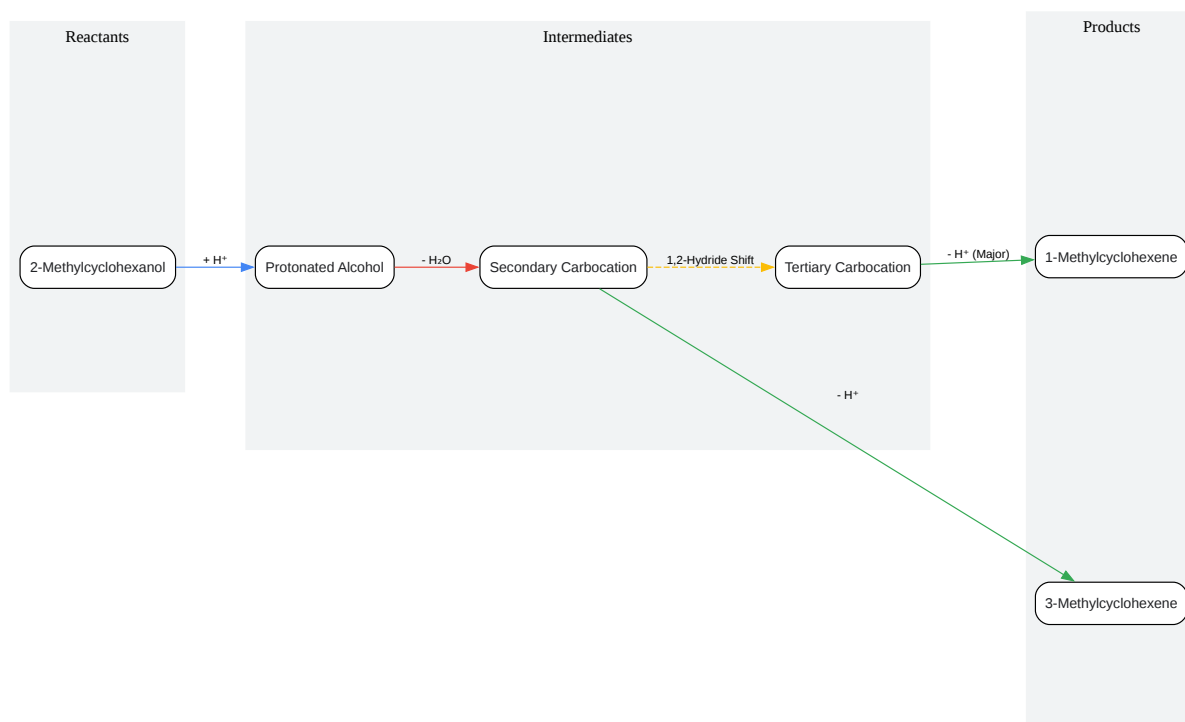 Reactants
Intermediates
Products
2-Methylcyclohexanol
+ H⁺
Protonated Alcohol
- H₂O
Secondary Carbocation
1,2-Hydride Shift
Tertiary Carbocation
- H⁺ (Major)
1-Methylcyclohexene
- H⁺
3-Methylcyclohexene